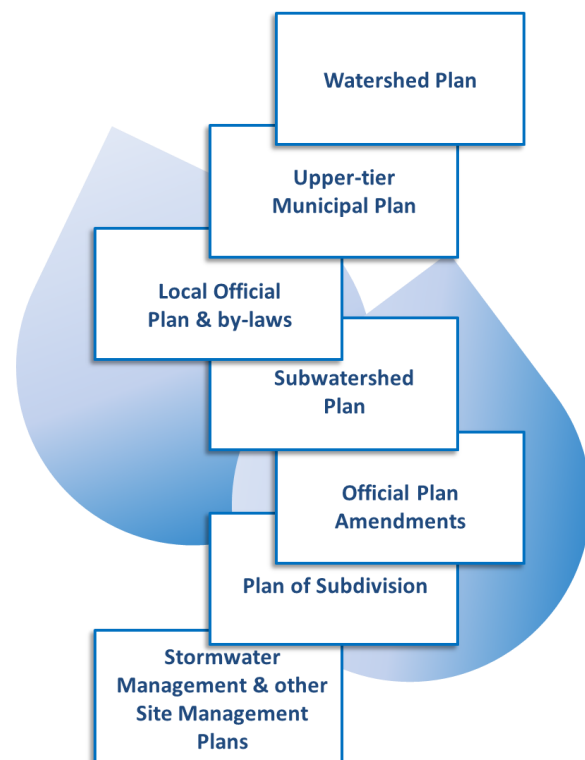 Watershed Plan
Upper-tier
Municipal Plan
Local Official
Plan & by-laws
Subwatershed
Plan
Official Plan
Amendments
Plan of Subdivision
Stormwater
Management & other
Site Management
Plans